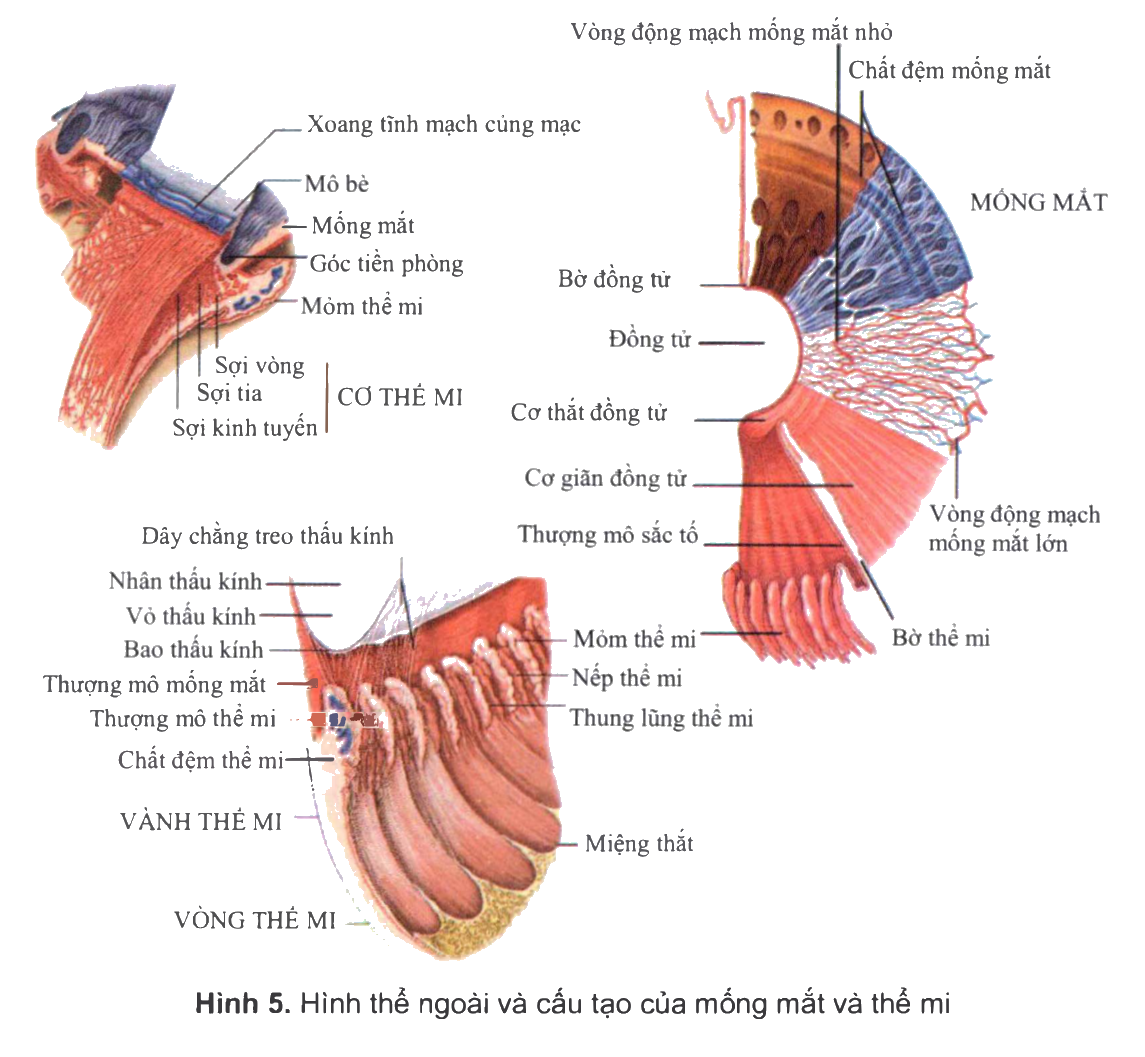 Vòng động mạch mống mắt nhỏ
Chất đệm mống mắt
Xoang tĩnh mạch củng mạc
Mô bè
Mống mắt
Góc tiền phòng
Mỏm thể mi
Sợi vòng
Sợi tia
Sợi kinh tuyến
CƠ THỂ MI
MỐNG MẮT
Bờ đồng tử
Đồng tử
Cơ thắt đồng tử
Cơ giãn đồng tử
Thượng mô sắc tố
Vòng động mạch
mống mắt lớn
Bờ thể mi
Dây chằng treo thấu kính
Nhân thấu kính
Vỏ thấu kính
Bao thấu kính
Thượng mô mống mắt
Thượng mô thể mi
Chất đệm thể mi
VÀNH THỂ MI
VÒNG THỂ MI
Mỏm thể mi
Nếp thể mi
Thung lũng thể mi
Miệng thắt
Hình 5. Hình thể ngoài và cấu tạo của mống mắt và thể mi